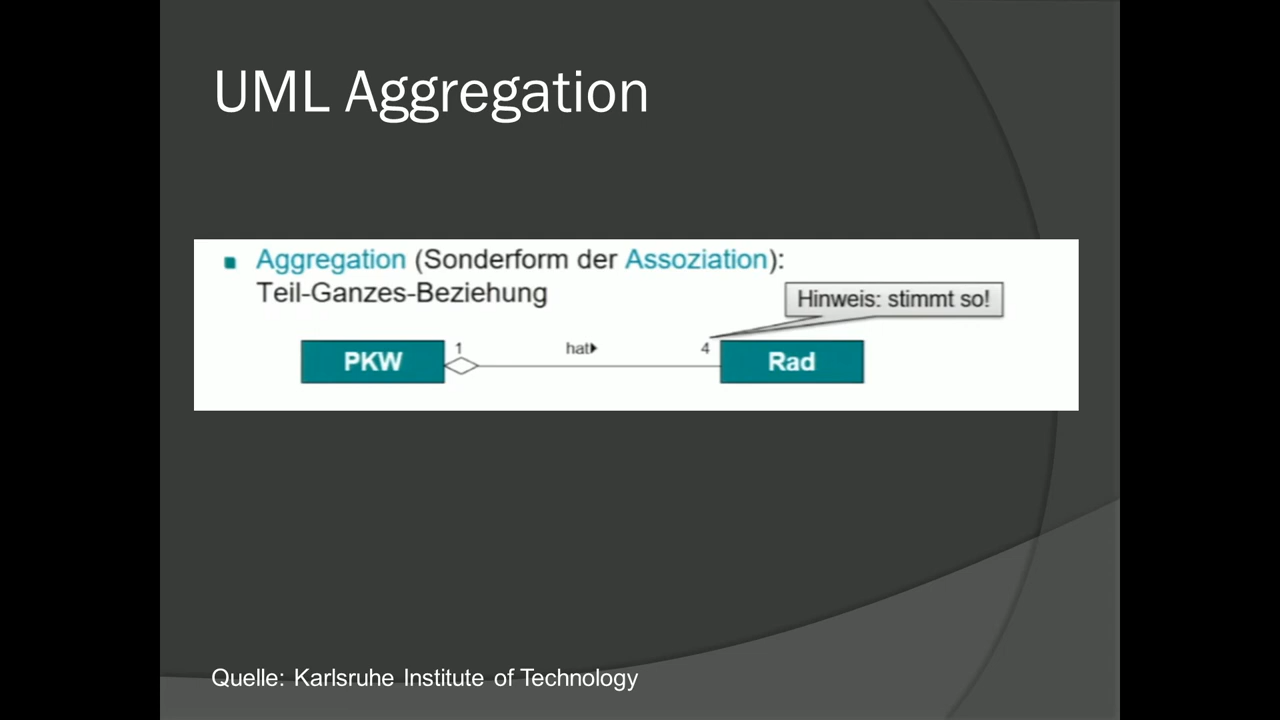 UML Aggregation
Aggregation (Sonderform der Assoziation):
Teil-Ganzes-Beziehung
Hinweis: stimmt so!
PKW 1 hat 4 Rad
Quelle: Karlsruhe Institute of Technology